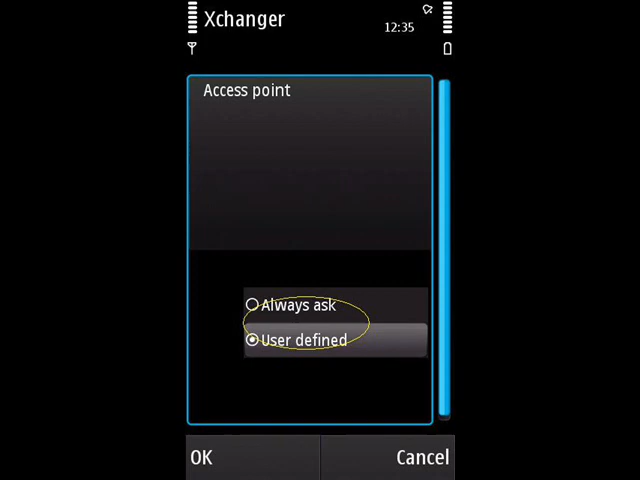 Xchanger
12:35
Access point
Always ask
User defined
OK
Cancel